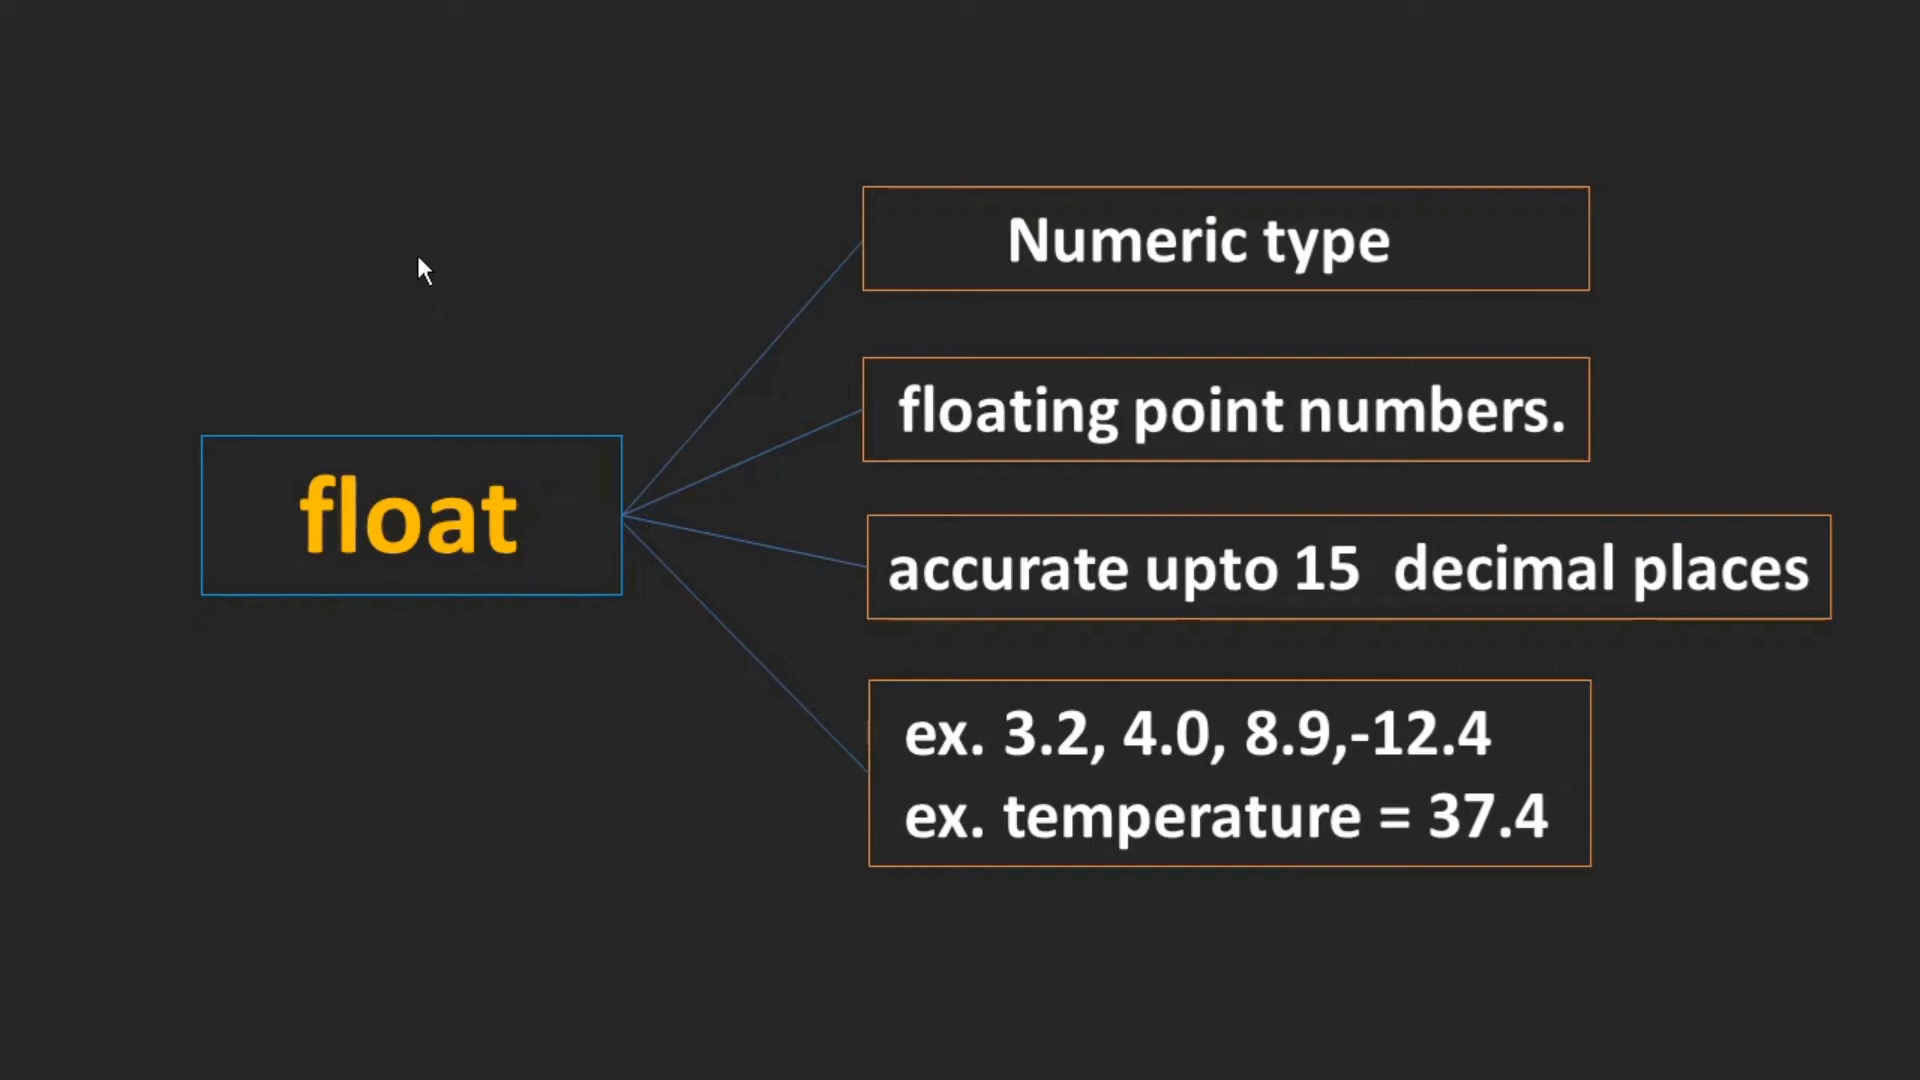 float
Numeric type
floating point numbers.
accurate upto 15 decimal places
ex. 3.2, 4.0, 8.9,-12.4
ex. temperature = 37.4